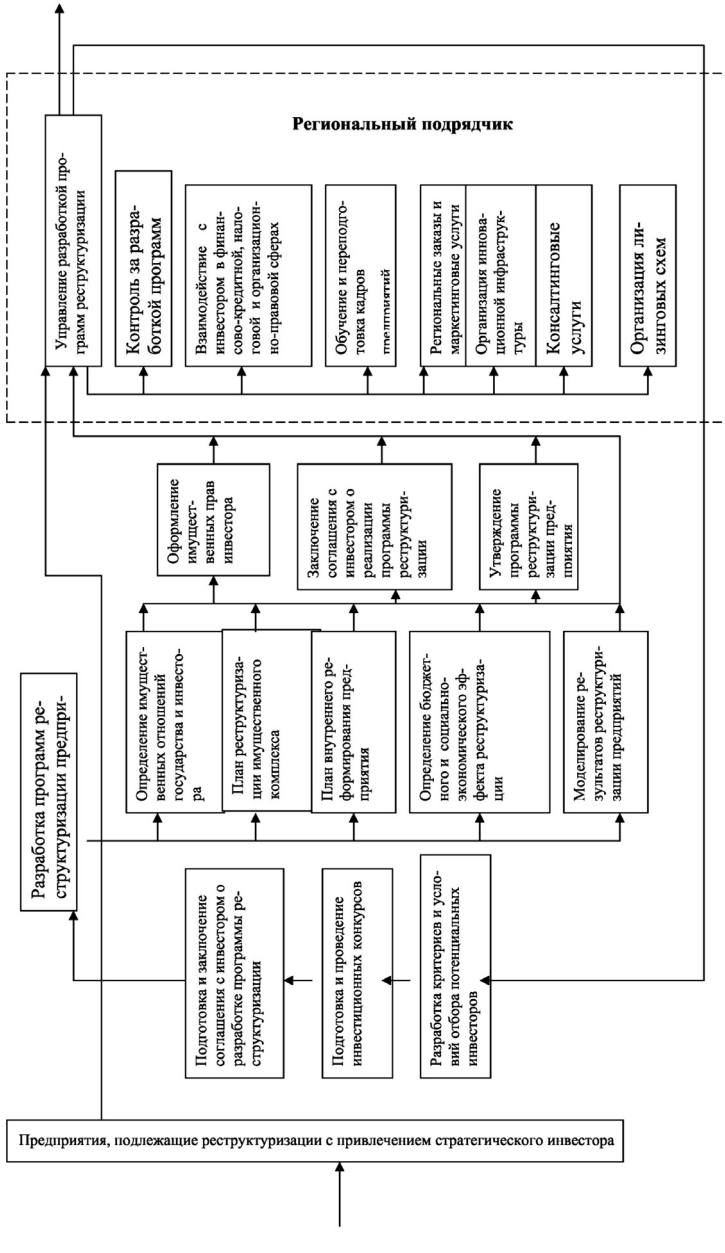 Предприятия, подлежащие реструктуризации с привлечением стратегического инвестора
Подготовка и заключение
соглашения с инвестором о
разработке программы ре-
структуризации
Подготовка и проведение
инвестиционных конкурсов
Разработка критериев и усло-
вий отбора потенциальных
инвесторов
Разработка программ ре-
структуризации предпри-
Определение имущест-
венных отношений
государства и инвесто-
ра
План реструктуриза-
ции имущественного
комплекса
План внутреннего ре-
формирования пред-
приятия
Определение бюджет-
ного и социально-
экономического эф-
фекта реструктуриза-
ции
Моделирование ре-
зультатов реструктури-
зации предприятий
Оформление
имущест-
венных прав
инвестора
Заключение
соглашения с
инвестором о
реализации
программы
реструктури-
зации
Утверждение
программы
реструктури-
зации пред-
приятия
Управление разработкой про-
грамм реструктуризации
Контроль за разра-
боткой программ
Взаимодействие с
инвестором в финан-
сово-кредитной, нало-
говой и организацион-
но-правовой сферах
Обучение и переподго-
товка кадров
предприятий
Региональные заказы и
маркетинговые услуги
Организация иннова-
ционной инфраструк-
туры
Консалтинговые
услуги
Организация ли-
зинговых схем
Региональный подрядчик